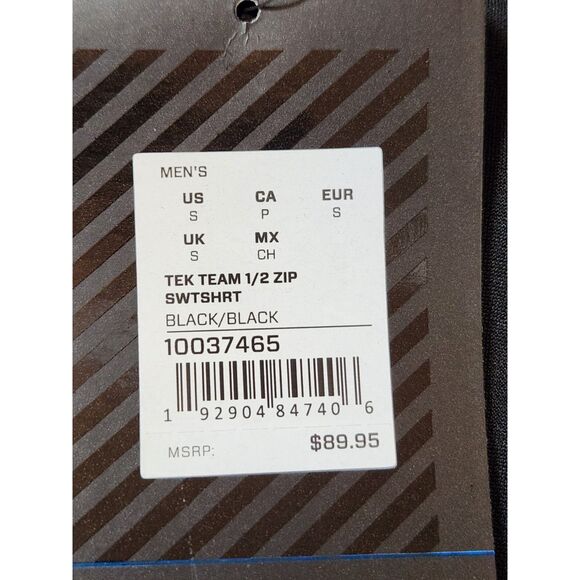 MEN'S
US CA EUR
S P S
UK MX
S CH
TEK TEAM 1/2 ZIP
SWTSHRT
BLACK/BLACK
10037465
1 92904 84740 6
MSRP: $89.95